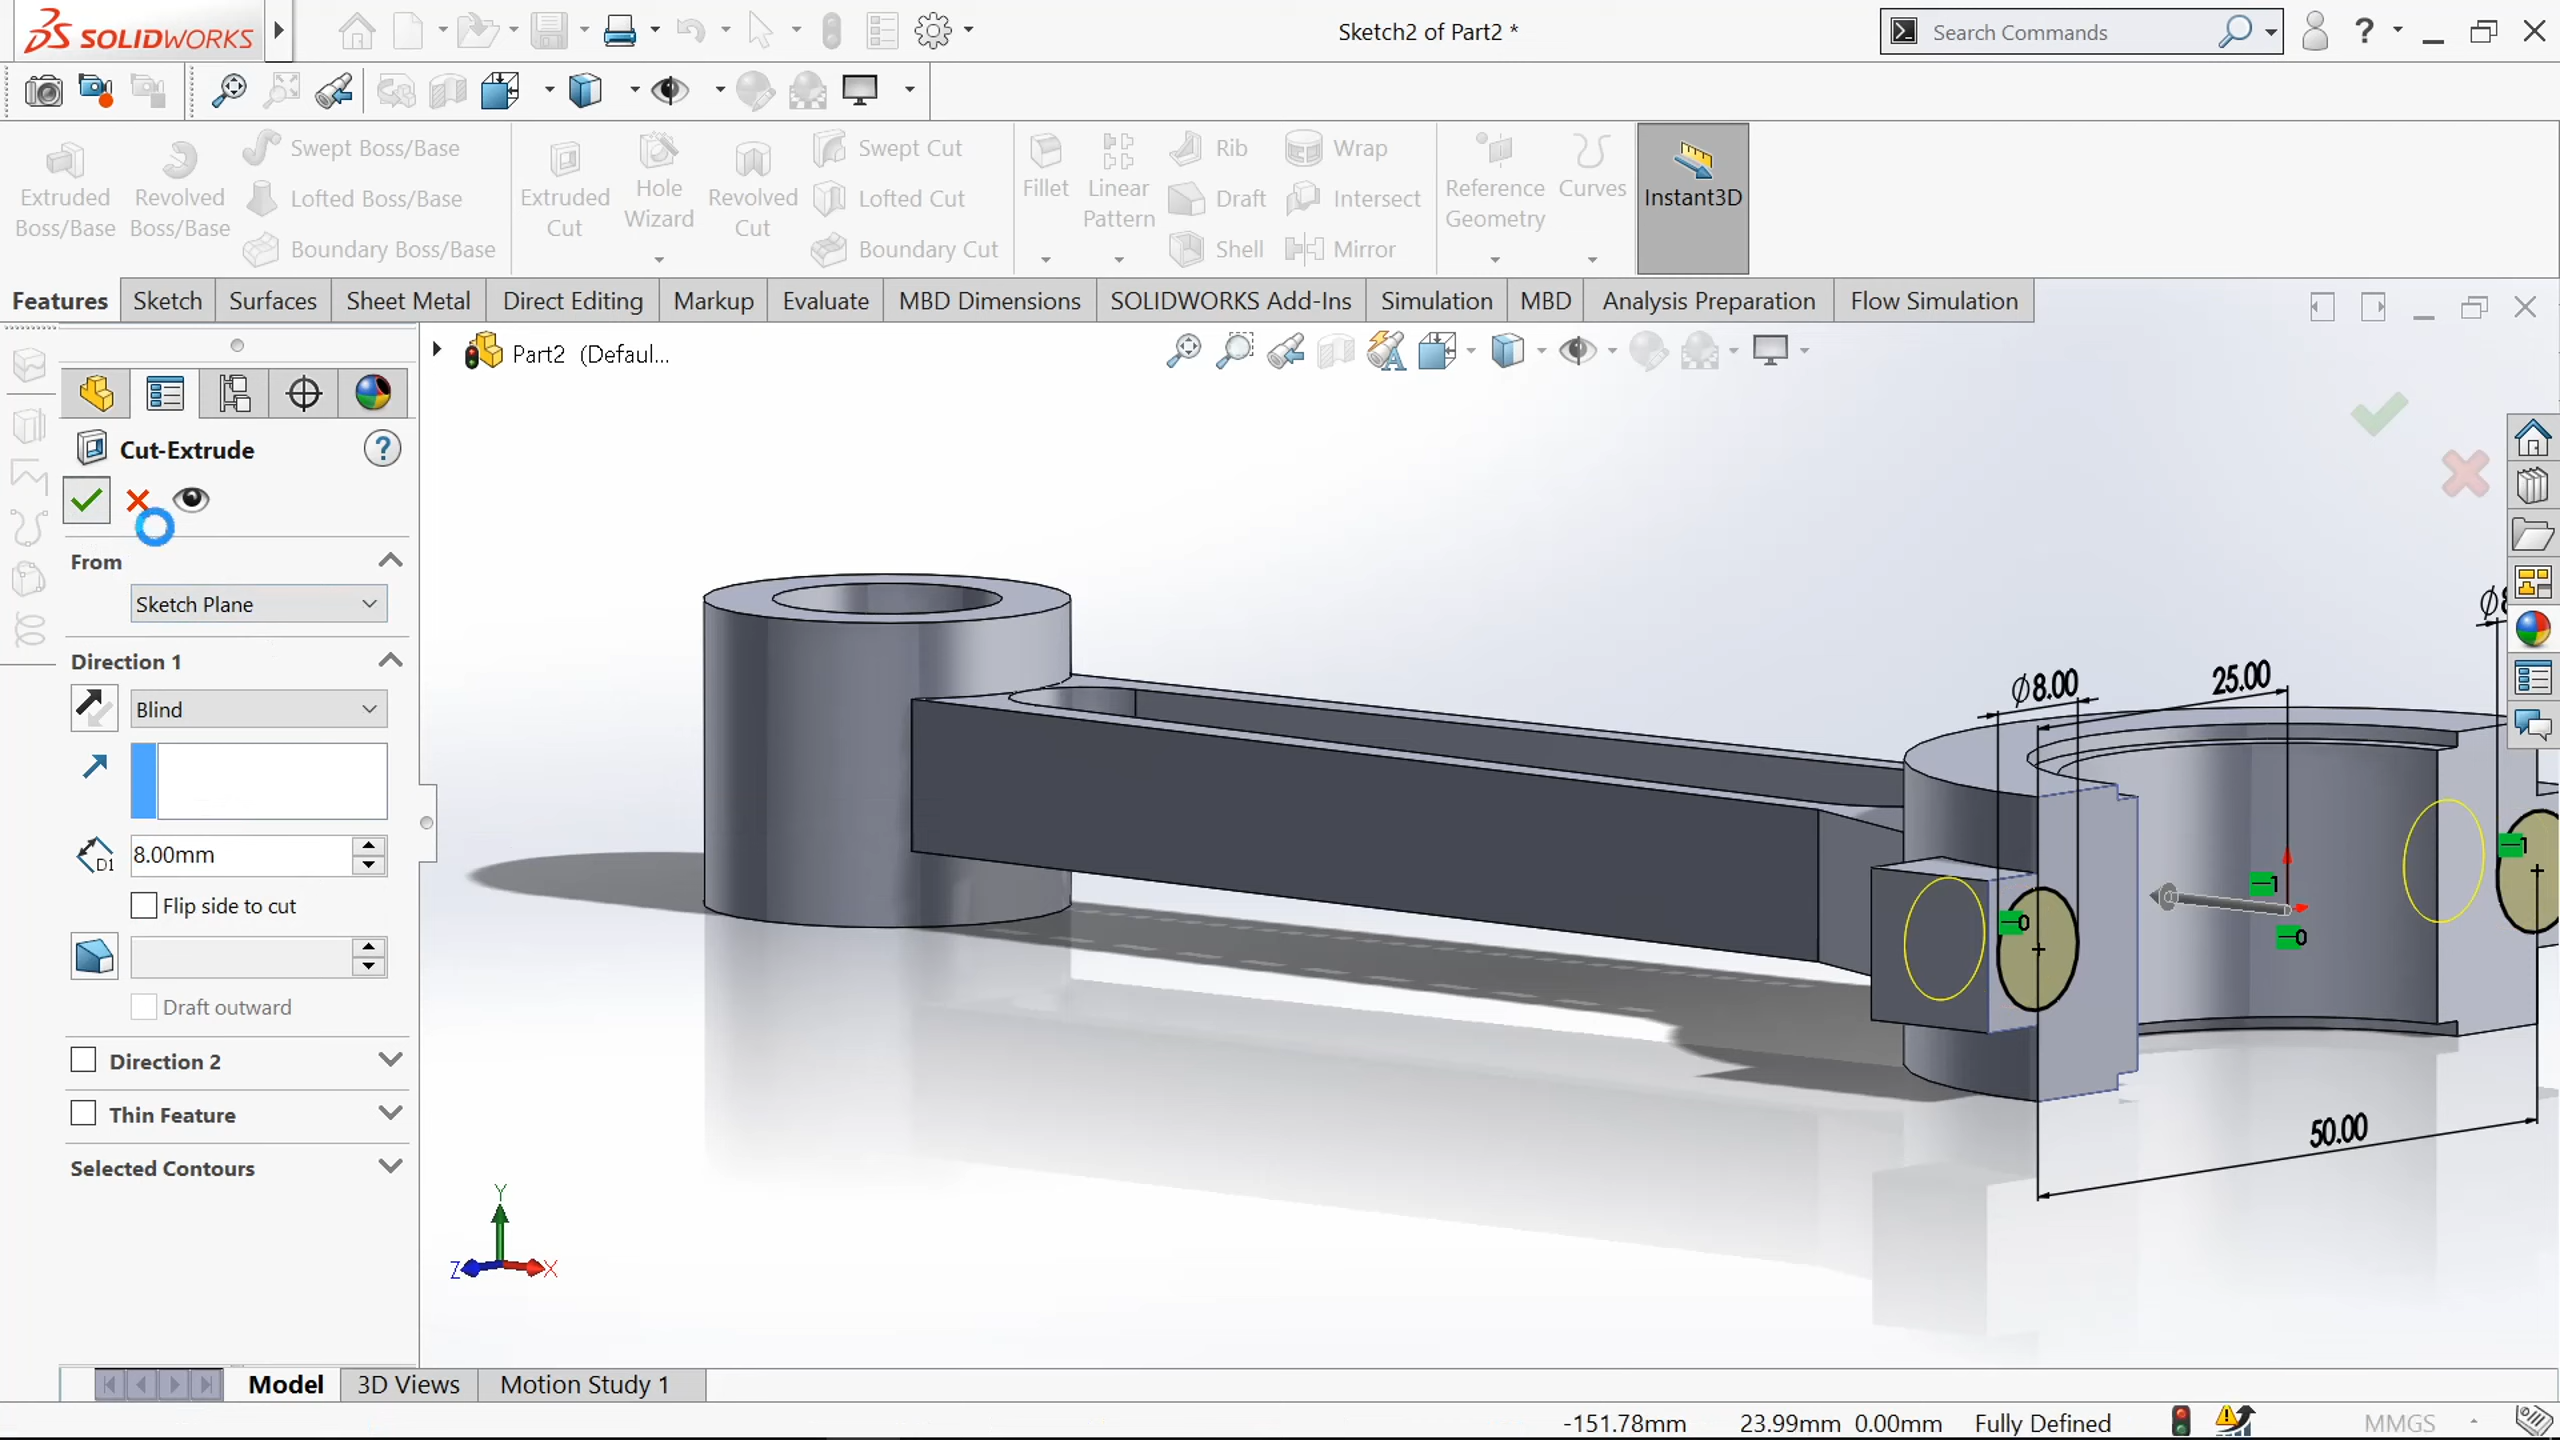 SOLIDWORKS
Sketch2 of Part2 *
Search Commands
?
Extruded Boss/Base
Revolved Boss/Base
Swept Boss/Base
Lofted Boss/Base
Boundary Boss/Base
Extruded Cut
Hole Wizard
Revolved Cut
Swept Cut
Lofted Cut
Boundary Cut
Fillet
Linear Pattern
Rib
Draft
Shell
Wrap
Intersect
Mirror
Reference Geometry
Curves
Instant3D
Features
Sketch
Surfaces
Sheet Metal
Direct Editing
Markup
Evaluate
MBD Dimensions
SOLIDWORKS Add-Ins
Simulation
MBD
Analysis Preparation
Flow Simulation
Part2 (Defaul...
Cut-Extrude
?
From
Sketch Plane
Direction 1
Blind
D1
8.00mm
Flip side to cut
Draft outward
Direction 2
Thin Feature
Selected Contours
Ø8.00
25.00
50.00
Y
Z
X
Model
3D Views
Motion Study 1
-151.78mm
23.99mm
0.00mm
Fully Defined
MMGS